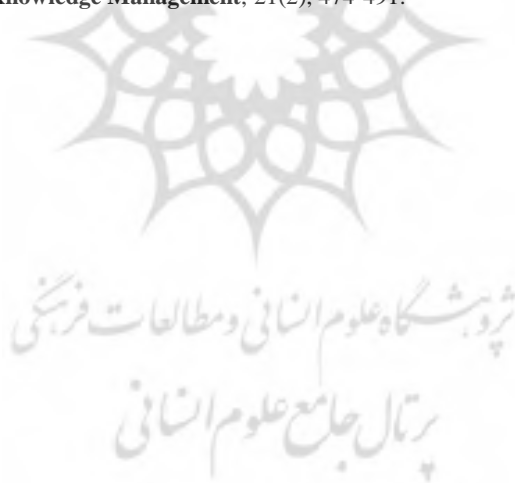 Knowledge Management, 21(2), 474-491.
پژوهشگاه علوم انسانی و مطالعات فرهنگی
پرتال جامع علوم انسانی